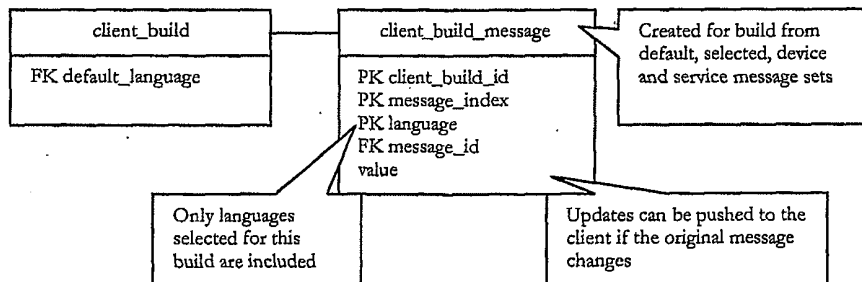 client_build
FK default_language
client_build_message
PK client_build_id
PK message_index
PK language
FK message_id
value
Created for build from
default, selected, device
and service message sets
Only languages
selected for this
build are included
Updates can be pushed to the
client if the original message
changes